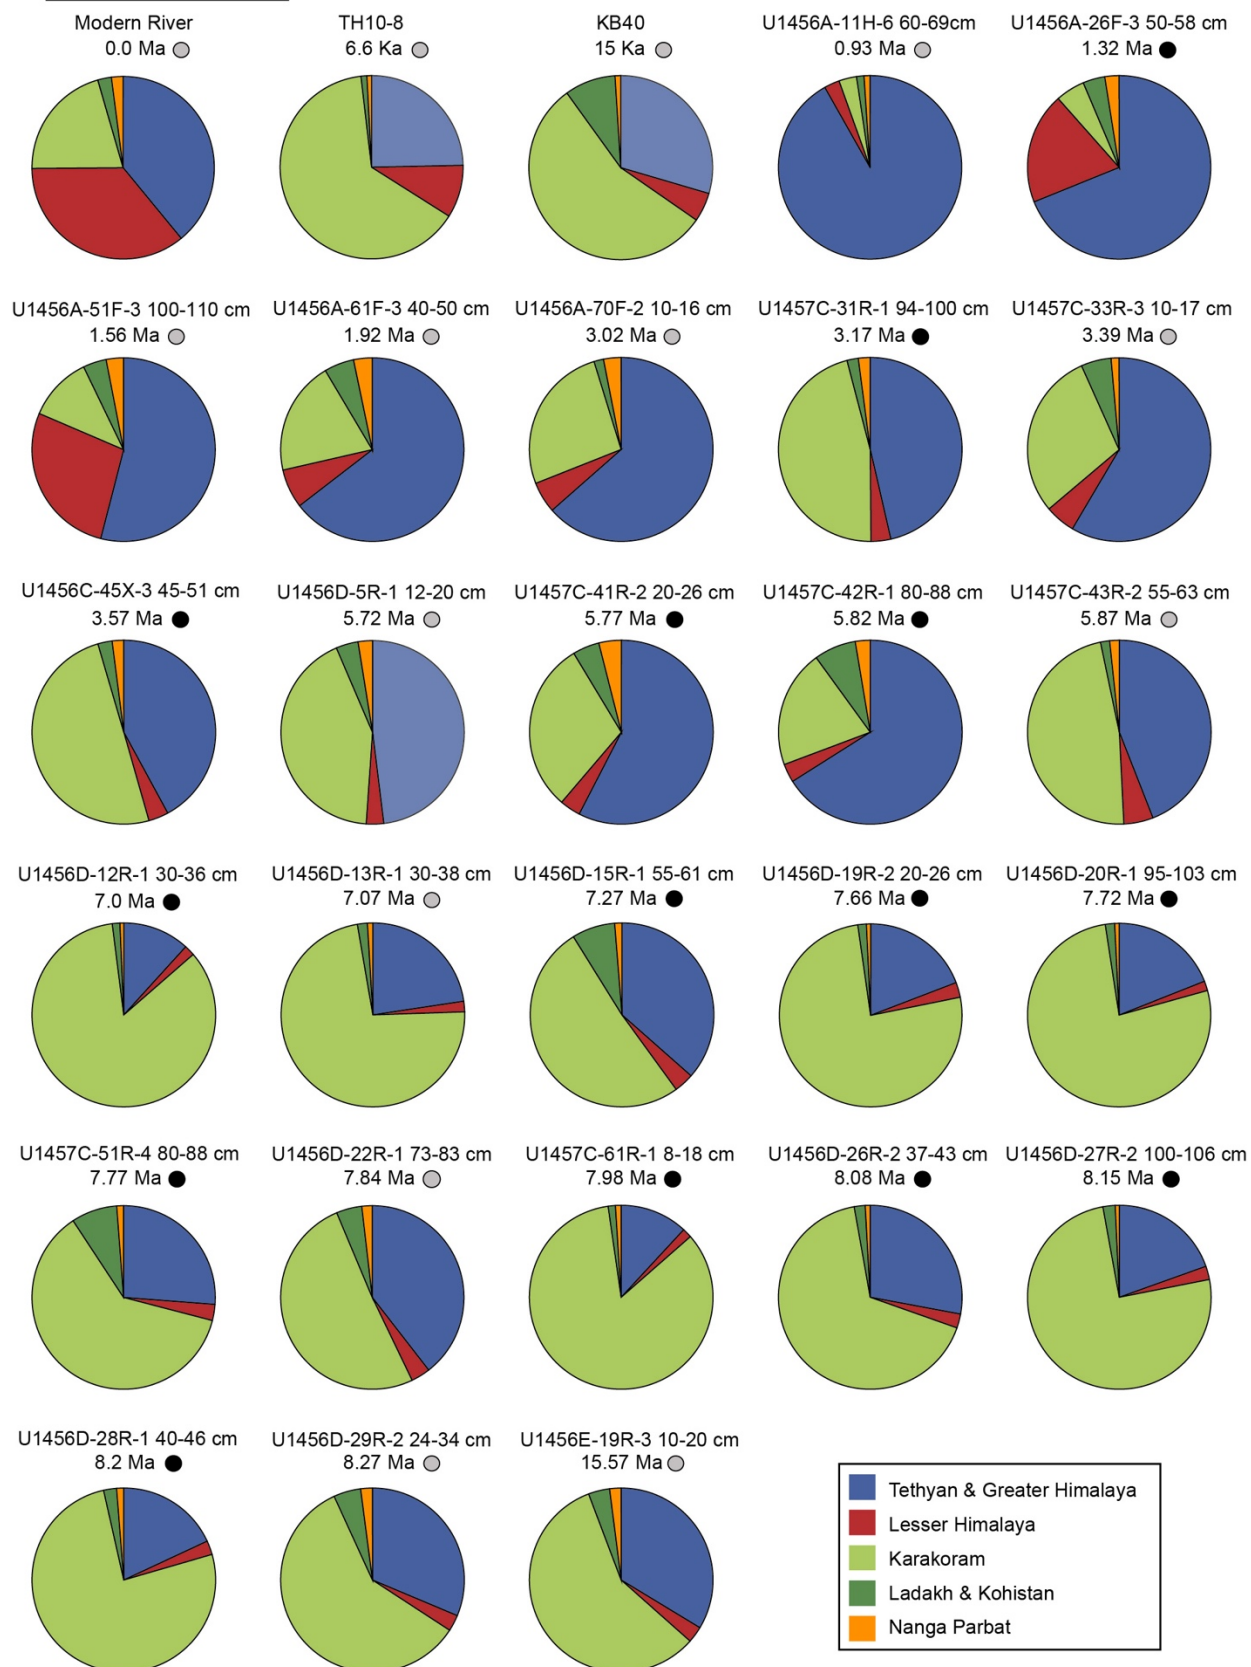 Modern River
0.0 Ma
TH10-8
6.6 Ka
KB40
15 Ka
U1456A-11H-6 60-69cm
0.93 Ma
U1456A-26F-3 50-58 cm
1.32 Ma
U1456A-51F-3 100-110 cm
1.56 Ma
U1456A-61F-3 40-50 cm
1.92 Ma
U1456A-70F-2 10-16 cm
3.02 Ma
U1457C-31R-1 94-100 cm
3.17 Ma
U1457C-33R-3 10-17 cm
3.39 Ma
U1456C-45X-3 45-51 cm
3.57 Ma
U1456D-5R-1 12-20 cm
5.72 Ma
U1457C-41R-2 20-26 cm
5.77 Ma
U1457C-42R-1 80-88 cm
5.82 Ma
U1457C-43R-2 55-63 cm
5.87 Ma
U1456D-12R-1 30-36 cm
7.0 Ma
U1456D-13R-1 30-38 cm
7.07 Ma
U1456D-15R-1 55-61 cm
7.27 Ma
U1456D-19R-2 20-26 cm
7.66 Ma
U1456D-20R-1 95-103 cm
7.72 Ma
U1457C-51R-4 80-88 cm
7.77 Ma
U1456D-22R-1 73-83 cm
7.84 Ma
U1457C-61R-1 8-18 cm
7.98 Ma
U1456D-26R-2 37-43 cm
8.08 Ma
U1456D-27R-2 100-106 cm
8.15 Ma
U1456D-28R-1 40-46 cm
8.2 Ma
U1456D-29R-2 24-34 cm
8.27 Ma
U1456E-19R-3 10-20 cm
15.57 Ma
Tethyan & Greater Himalaya
Lesser Himalaya
Karakoram
Ladakh & Kohistan
Nanga Parbat